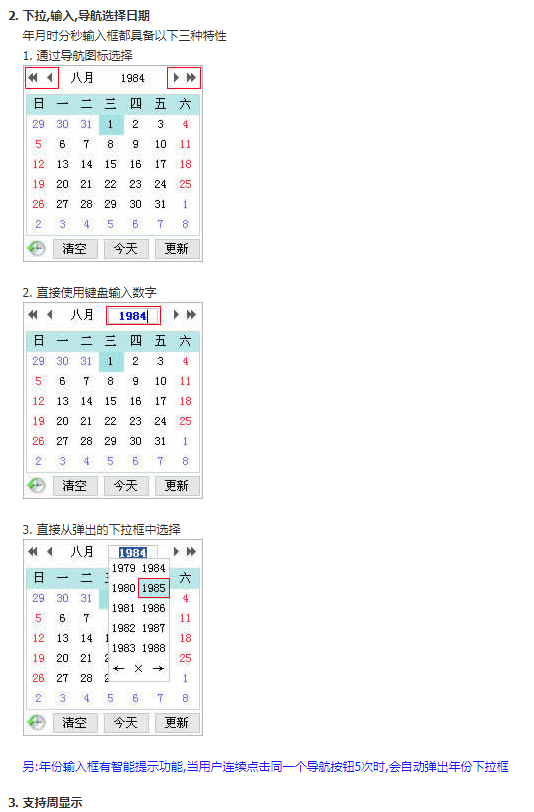 2. 下拉,输入,导航选择日期
年月时分秒输入框都具备以下三种特性
1. 通过导航图标选择
八月 1984
日 一 二 三 四 五 六
29 30 31 1 2 3 4
5 6 7 8 9 10 11
12 13 14 15 16 17 18
19 20 21 22 23 24 25
26 27 28 29 30 31 1
2 3 4 5 6 7 8
清空 今天 更新
2. 直接使用键盘输入数字
八月 1984
日 一 二 三 四 五 六
29 30 31 1 2 3 4
5 6 7 8 9 10 11
12 13 14 15 16 17 18
19 20 21 22 23 24 25
26 27 28 29 30 31 1
2 3 4 5 6 7 8
清空 今天 更新
3. 直接从弹出的下拉框中选择
八月 1984
日 一 二 六
29 30 31 4
5 6 7 11
12 13 14 18
19 20 21 25
26 27 28 1
2 3 4 5 6 7 8
1979 1984
1980 1985
1981 1986
1982 1987
1983 1988
← × →
清空 今天 更新
另:年份输入框有智能提示功能,当用户连续点击同一个导航按钮5次时,会自动弹出年份下拉框
3. 支持周显示